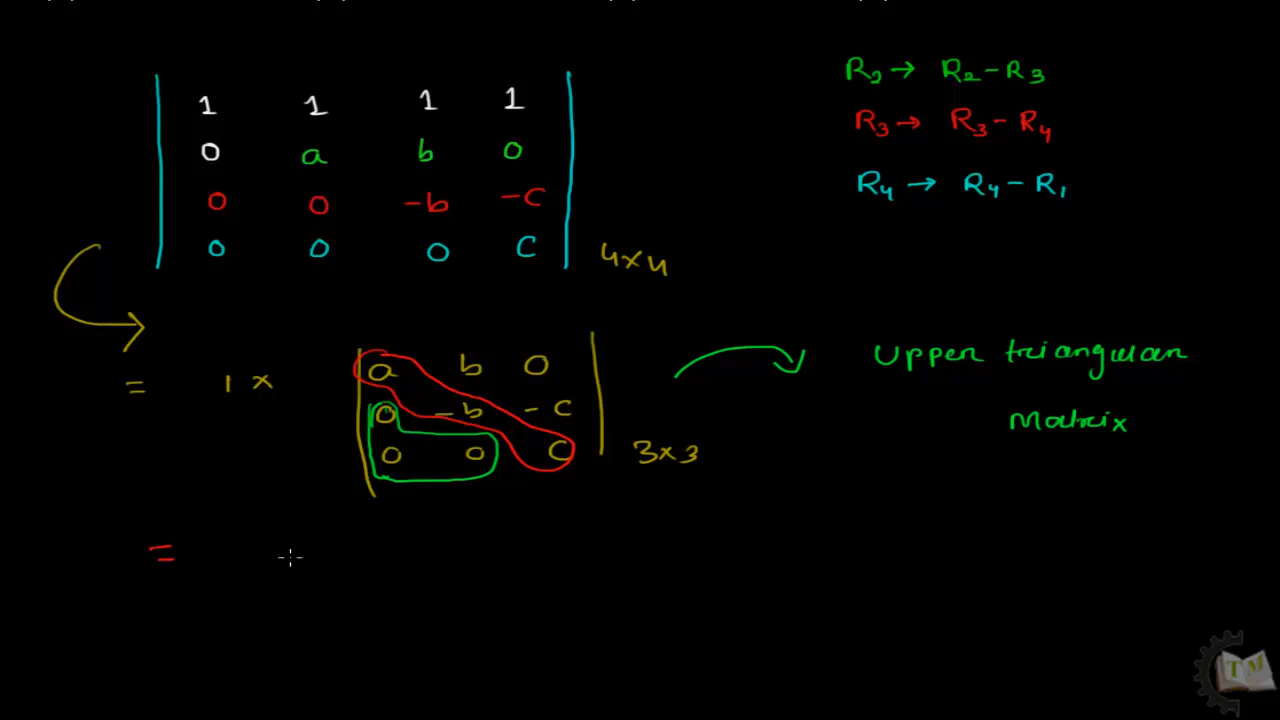 1 1 1 1
0 a b 0
0 0 -b -c
0 0 0 c
4x4
R2 → R2 - R3
R3 → R3 - R4
R4 → R4 - R1
= 1 x
a b 0
0 -b -c
0 0 c
3x3
Upper triangular
Matrix
=
TM